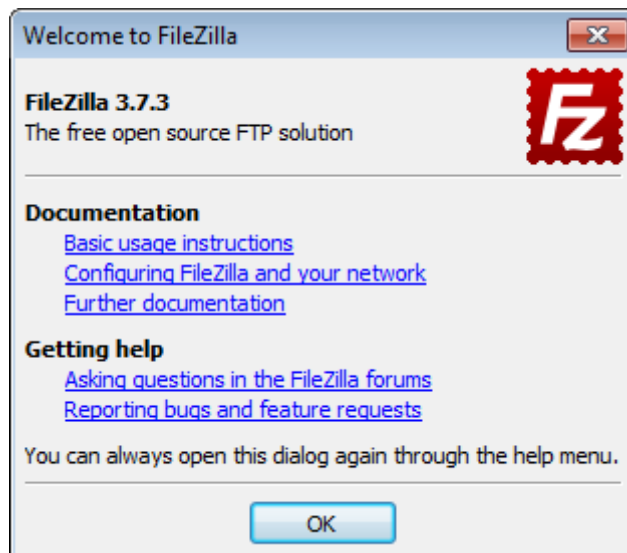 Welcome to FileZilla
FileZilla 3.7.3
The free open source FTP solution
Fz
Documentation
Basic usage instructions
Configuring FileZilla and your network
Further documentation
Getting help
Asking questions in the FileZilla forums
Reporting bugs and feature requests
You can always open this dialog again through the help menu.
OK